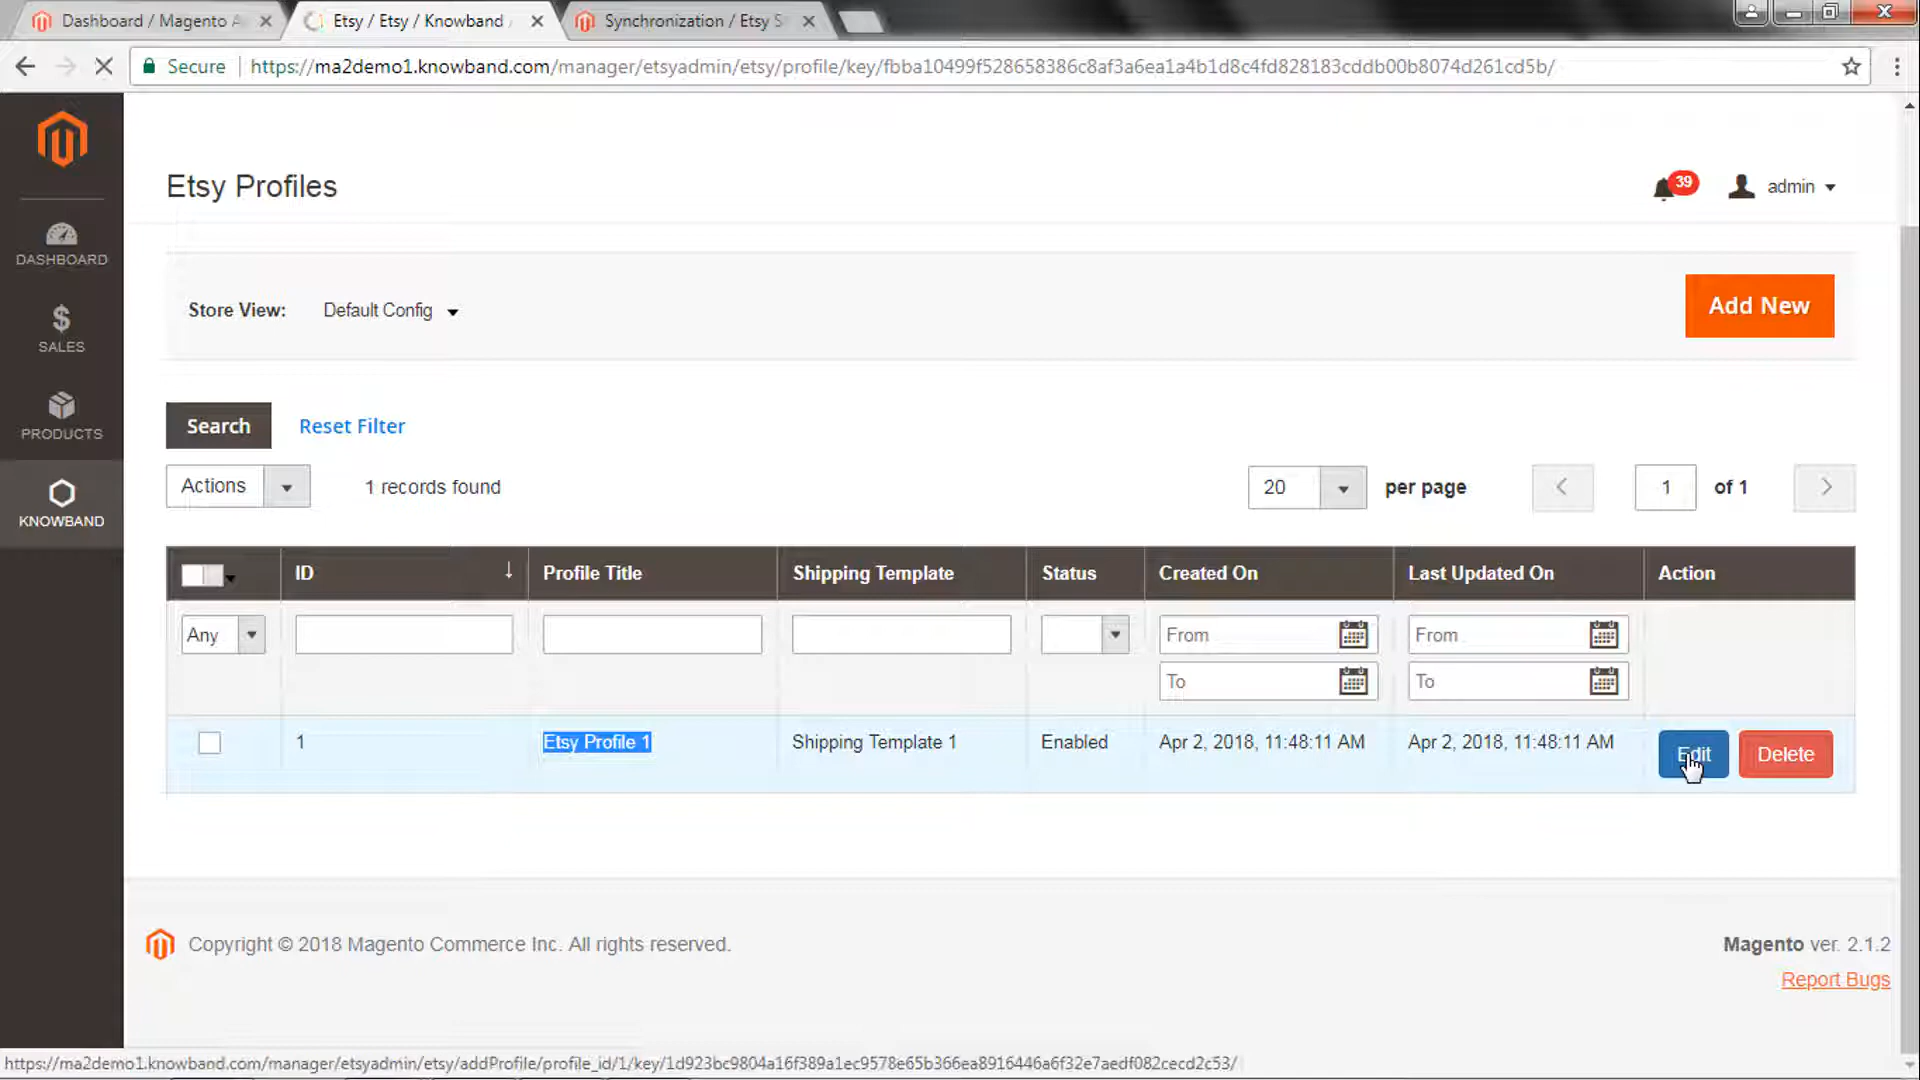 Dashboard / Magento A
Etsy / Etsy / Knowband
Synchronization / Etsy S
Secure
https://ma2demo1.knowband.com/manager/etsyadmin/etsy/profile/key/fbba10499f528658386c8af3a6ea1a4b1d8c4fd828183cddb00b8074d261cd5b/
DASHBOARD
SALES
PRODUCTS
KNOWBAND
Etsy Profiles
39
admin
Store View:
Default Config
Add New
Search
Reset Filter
Actions
1 records found
20
per page
1
of 1
ID
Profile Title
Shipping Template
Status
Created On
Last Updated On
Action
Any
From
From
To
To
1
Etsy Profile 1
Shipping Template 1
Enabled
Apr 2, 2018, 11:48:11 AM
Apr 2, 2018, 11:48:11 AM
Edit
Delete
Copyright © 2018 Magento Commerce Inc. All rights reserved.
Magento ver. 2.1.2
Report Bugs
https://ma2demo1.knowband.com/manager/etsyadmin/etsy/addProfile/profile_id/1/key/1d923bc9804a16f389a1ec9578e65b366ea8916446a6f32e7aedf082cecd2c53/